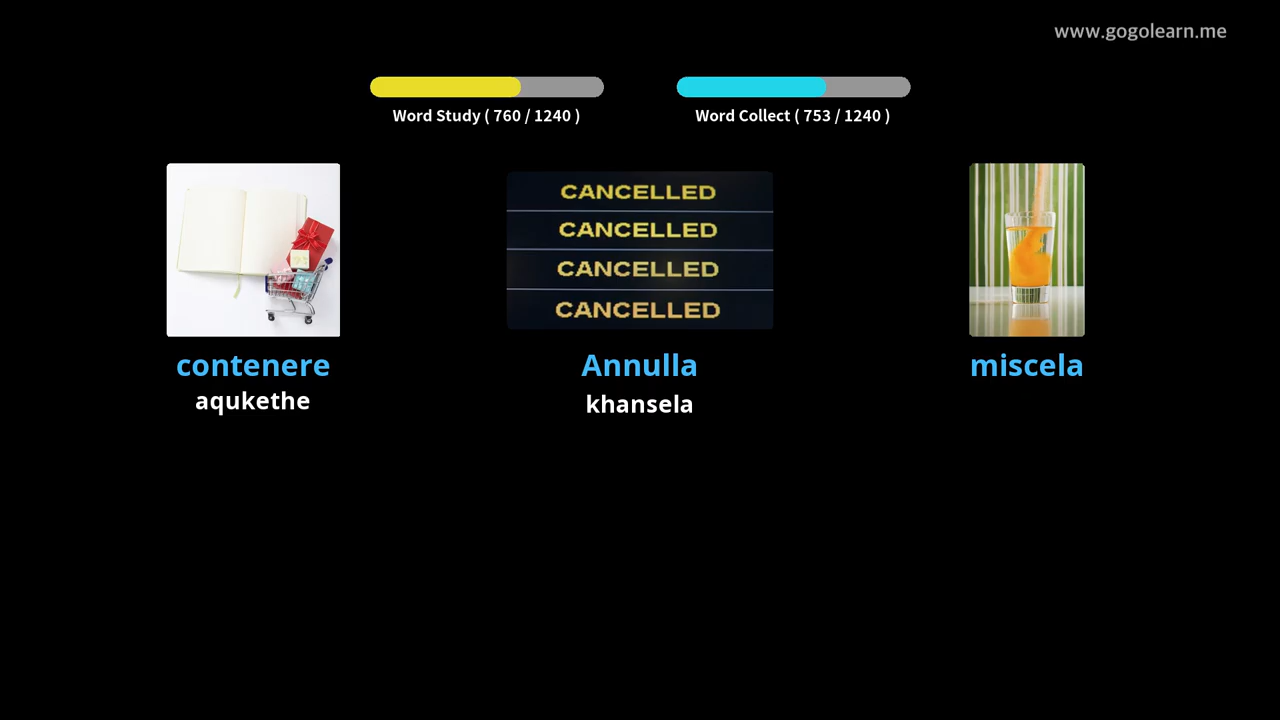 www.gogolearn.me
Word Study ( 760 / 1240 )
Word Collect ( 753 / 1240 )
CANCELLED
CANCELLED
CANCELLED
CANCELLED
contenere
Annulla
miscela
aqukethe
khansela